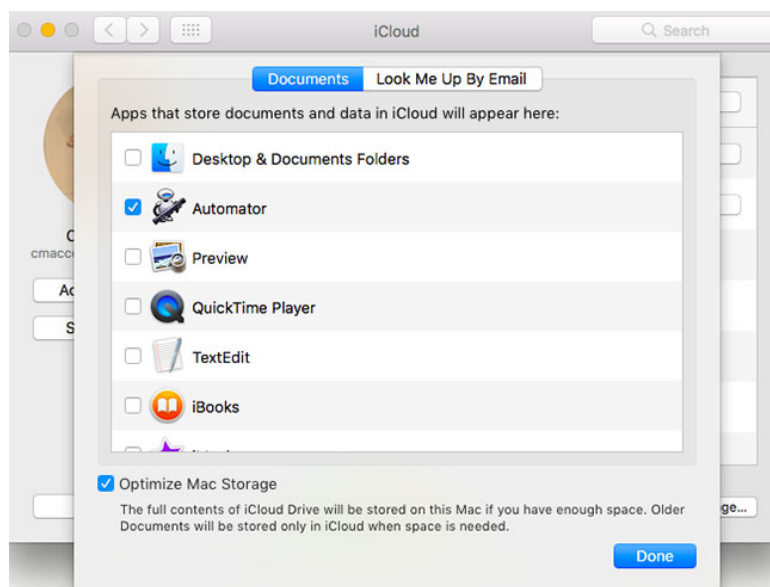 iCloud
Search
Documents
Look Me Up By Email
Apps that store documents and data in iCloud will appear here:
Desktop & Documents Folders
Automator
Preview
QuickTime Player
TextEdit
iBooks
Optimize Mac Storage
The full contents of iCloud Drive will be stored on this Mac if you have enough space. Older
Documents will be stored only in iCloud when space is needed.
Done